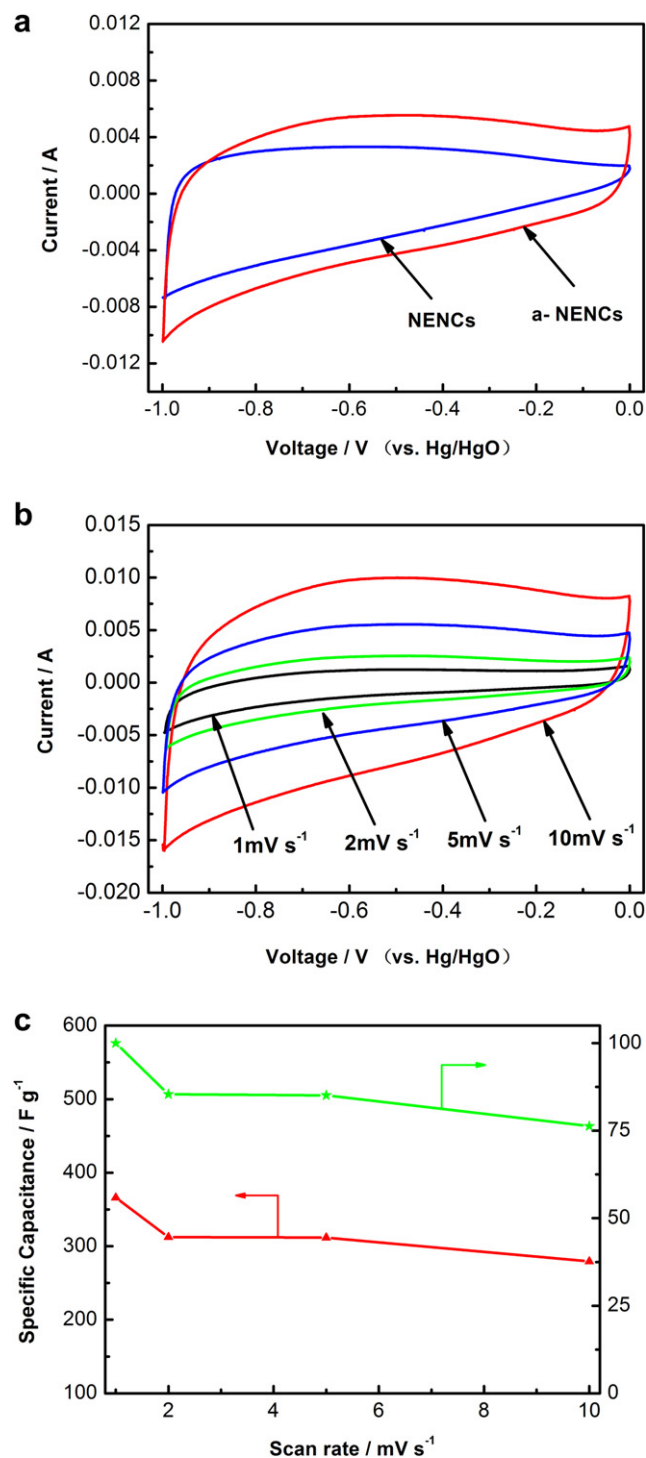 a
0.012
0.008
0.004
0.000
-0.004
-0.008
-0.012
Current / A
NENCs
a- NENCs
-1.0 -0.8 -0.6 -0.4 -0.2 0.0
Voltage / V （vs. Hg/HgO）
b
0.015
0.010
0.005
0.000
-0.005
-0.010
-0.015
-0.020
Current / A
1mV s⁻¹ 2mV s⁻¹ 5mV s⁻¹ 10mV s⁻¹
-1.0 -0.8 -0.6 -0.4 -0.2 0.0
Voltage / V （vs. Hg/HgO）
c
600
500
400
300
200
100
Specific Capacitance / F g⁻¹
100
75
50
25
0
2 4 6 8 10
Scan rate / mV s⁻¹